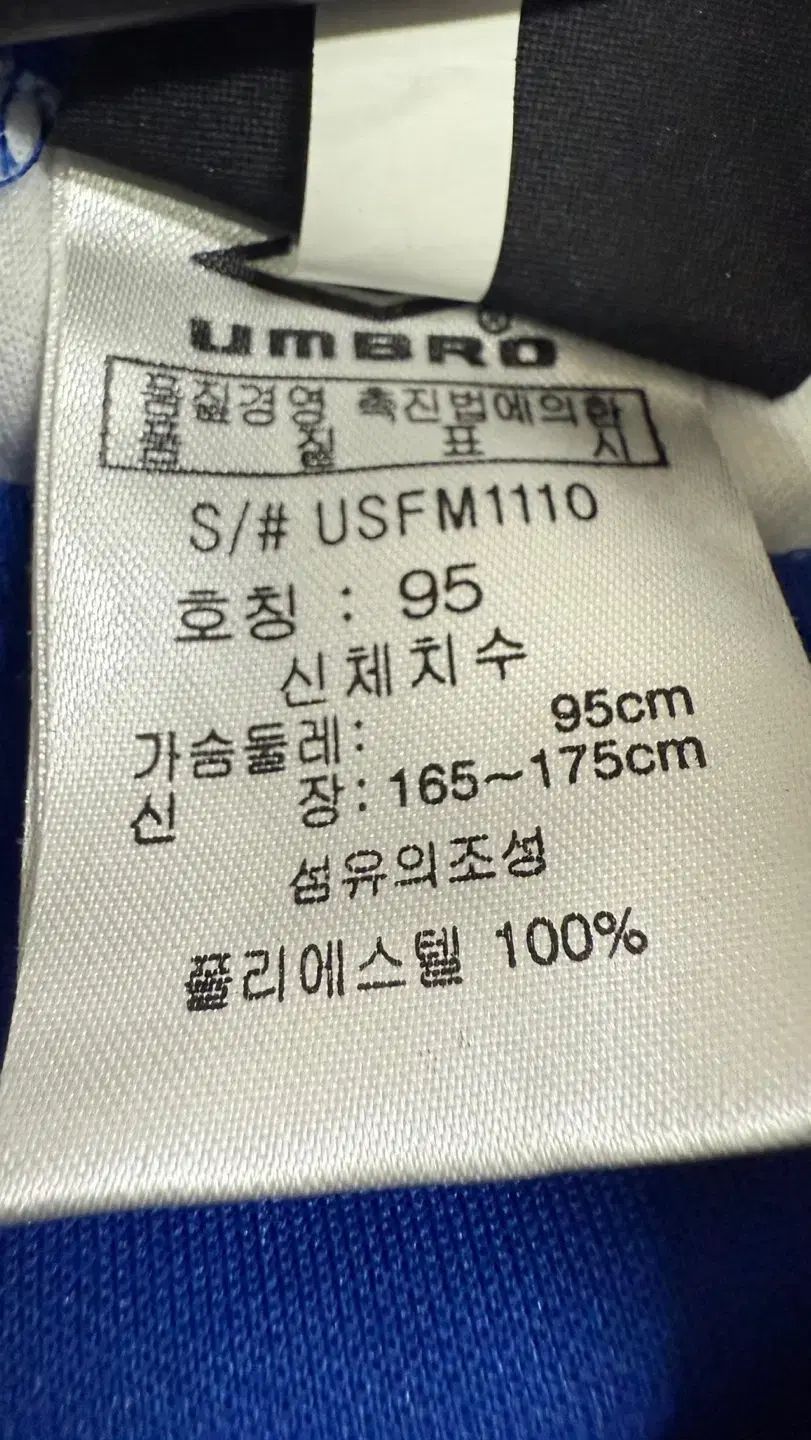 UMBRO®
품질경영 촉진법에의한
품 질 표 시
S/# USFM1110
호칭 : 95
신체치수
가슴둘레: 95cm
신 장: 165~175cm
섬유의조성
폴리에스텔 100%